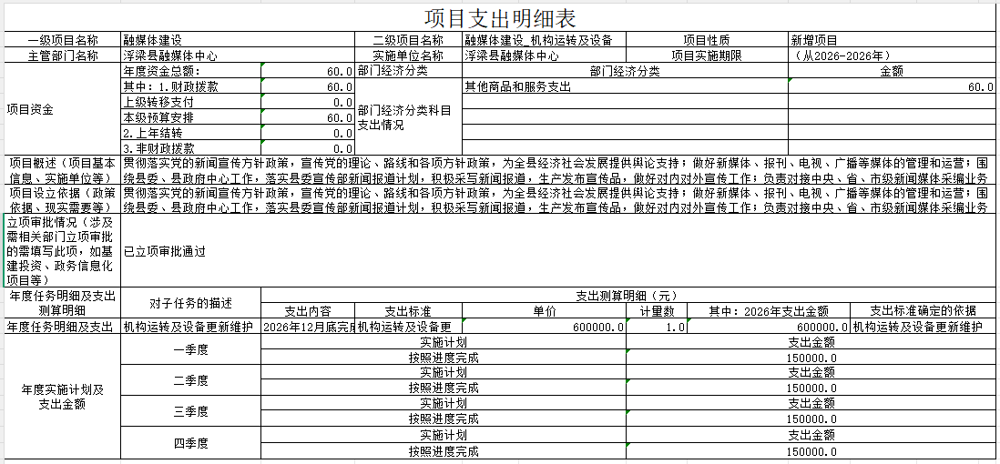 项目支出明细表
一级项目名称 融媒体建设 二级项目名称 融媒体建设_机构运转及设备 项目性质 新增项目
主管部门名称 浮梁县融媒体中心 实施单位名称 浮梁县融媒体中心 项目实施期限 （从2026-2026年）
项目资金 年度资金总额: 60.0 部门经济分类 部门经济分类 金额
其中: 1.财政拨款 60.0 部门经济分类科目支出情况 其他商品和服务支出 60.0
上级转移支付 0.0
本级预算安排 60.0
2.上年结转 0.0
3.非财政拨款 0.0
项目概述（项目基本信息、实施单位等） 贯彻落实党的新闻宣传方针政策，宣传党的理论、路线和各项方针政策，为全县经济社会发展提供舆论支持；做好新媒体、报刊、电视、广播等媒体的管理和运营；围
绕县委、县政府中心工作，落实县委宣传部新闻报道计划，积极采写新闻报道，生产发布宣传品，做好对内对外宣传工作；负责对接中央、省、市级新闻媒体采编业务
项目设立依据（政策依据、现实需要等） 贯彻落实党的新闻宣传方针政策，宣传党的理论、路线和各项方针政策，为全县经济社会发展提供舆论支持；做好新媒体、报刊、电视、广播等媒体的管理和运营；围
绕县委、县政府中心工作，落实县委宣传部新闻报道计划，积极采写新闻报道，生产发布宣传品，做好对内对外宣传工作；负责对接中央、省、市级新闻媒体采编业务
立项审批情况（涉及
需相关部门立项审批
的需填写此项，如基
建投资、政务信息化
项目等）
已立项审批通过
年度任务明细及支出
测算明细
对子任务的描述 支出测算明细（元）
支出内容 支出标准 单价 计量数 其中: 2026年支出金额 支出标准确定的依据
年度任务明细及支出 机构运转及设备更新维护 2026年12月底完成 机构运转及设备更 600000.0 1.0 600000.0 机构运转及设备更新维护
年度实施计划及
支出金额
一季度 实施计划 支出金额
按照进度完成 150000.0
二季度 实施计划 支出金额
按照进度完成 150000.0
三季度 实施计划 支出金额
按照进度完成 150000.0
四季度 实施计划 支出金额
按照进度完成 150000.0